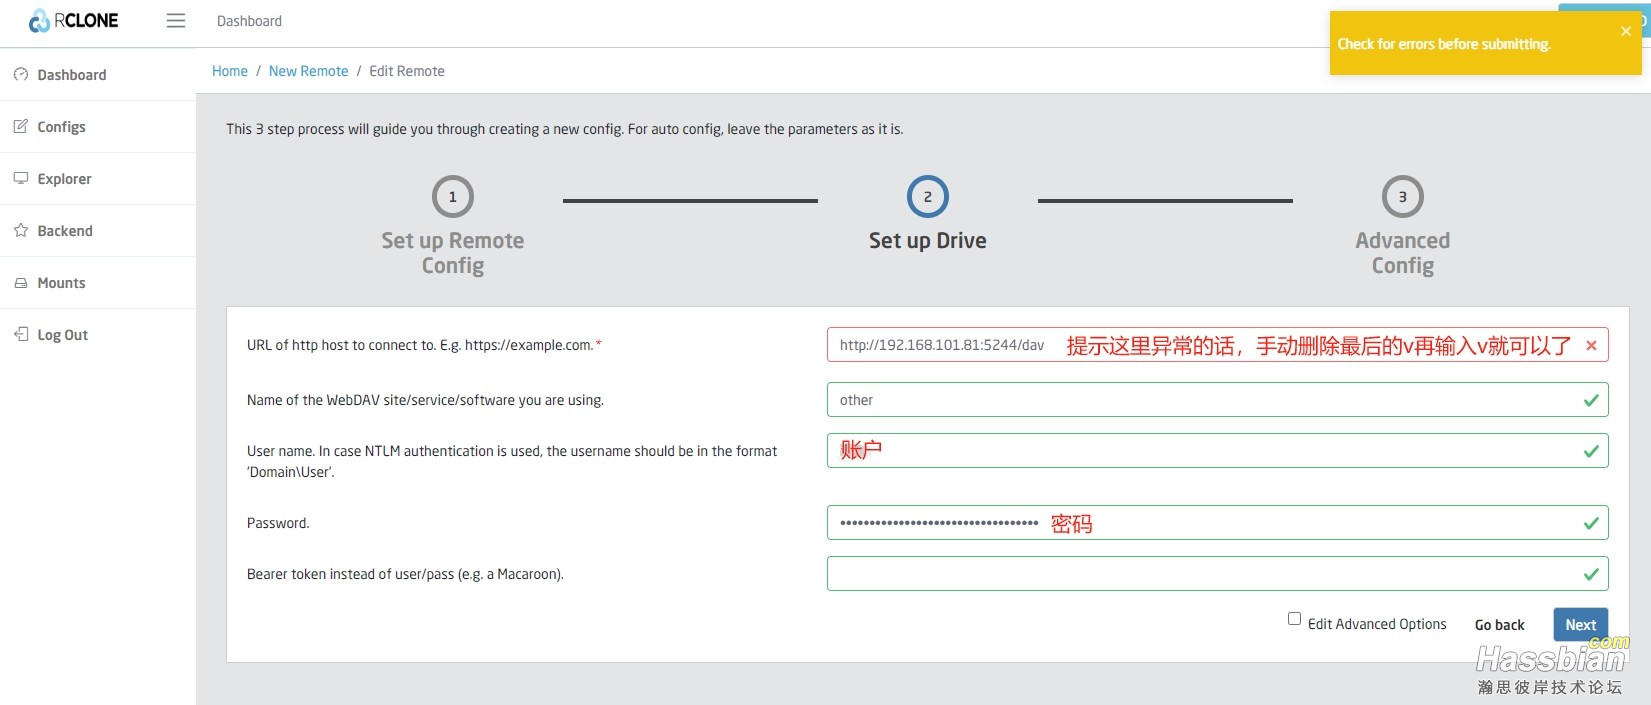 RCLONE
Dashboard
Check for errors before submitting.
Dashboard
Home / New Remote / Edit Remote
Configs
Explorer
Backend
Mounts
Log Out
This 3 step process will guide you through creating a new config. For auto config, leave the parameters as it is.
1
2
3
Set up Remote Config
Set up Drive
Advanced Config
URL of http host to connect to. E.g. https://example.com.*
http://192.168.101.81:5244/dav 提示这里异常的话，手动删除最后的v再输入v就可以了
Name of the WebDAV site/service/software you are using.
other
User name. In case NTLM authentication is used, the username should be in the format
'Domain\User'.
账户
Password.
•••••••••••••••••••••••••••••••••• 密码
Bearer token instead of user/pass (e.g. a Macaroon).
Edit Advanced Options
Go back
Next
Hassbian
.com
瀚思彼岸技术论坛